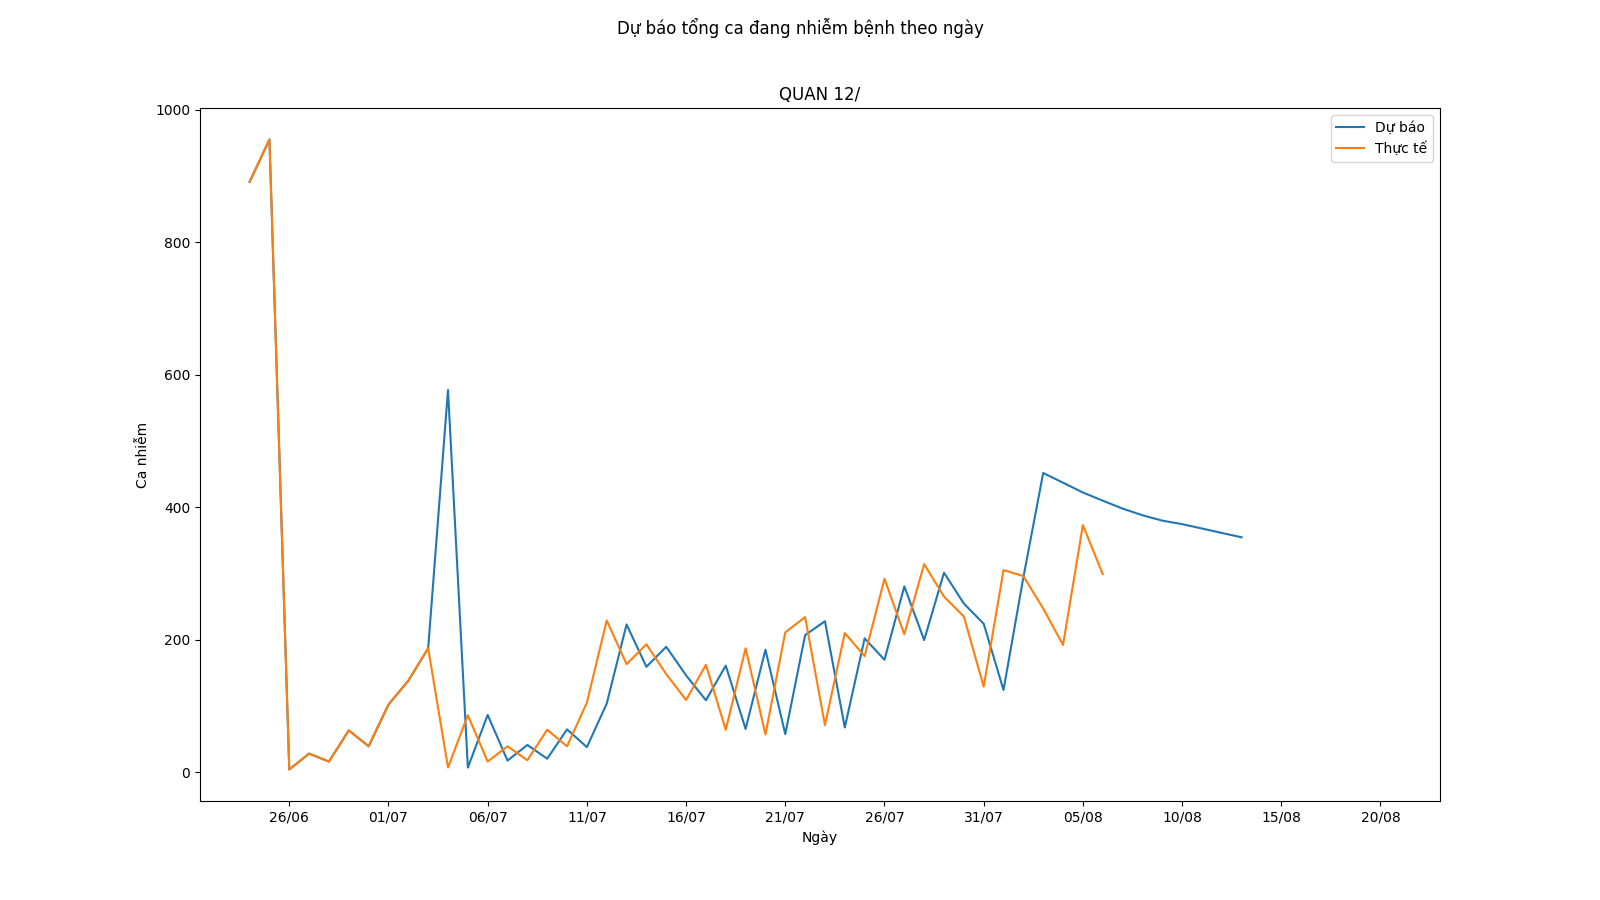 Dự báo tổng ca đang nhiễm bệnh theo ngày
QUAN 12/
Dự báo
Thực tế
Ca nhiễm
1000
800
600
400
200
0
26/06 01/07 06/07 11/07 16/07 21/07 26/07 31/07 05/08 10/08 15/08 20/08
Ngày